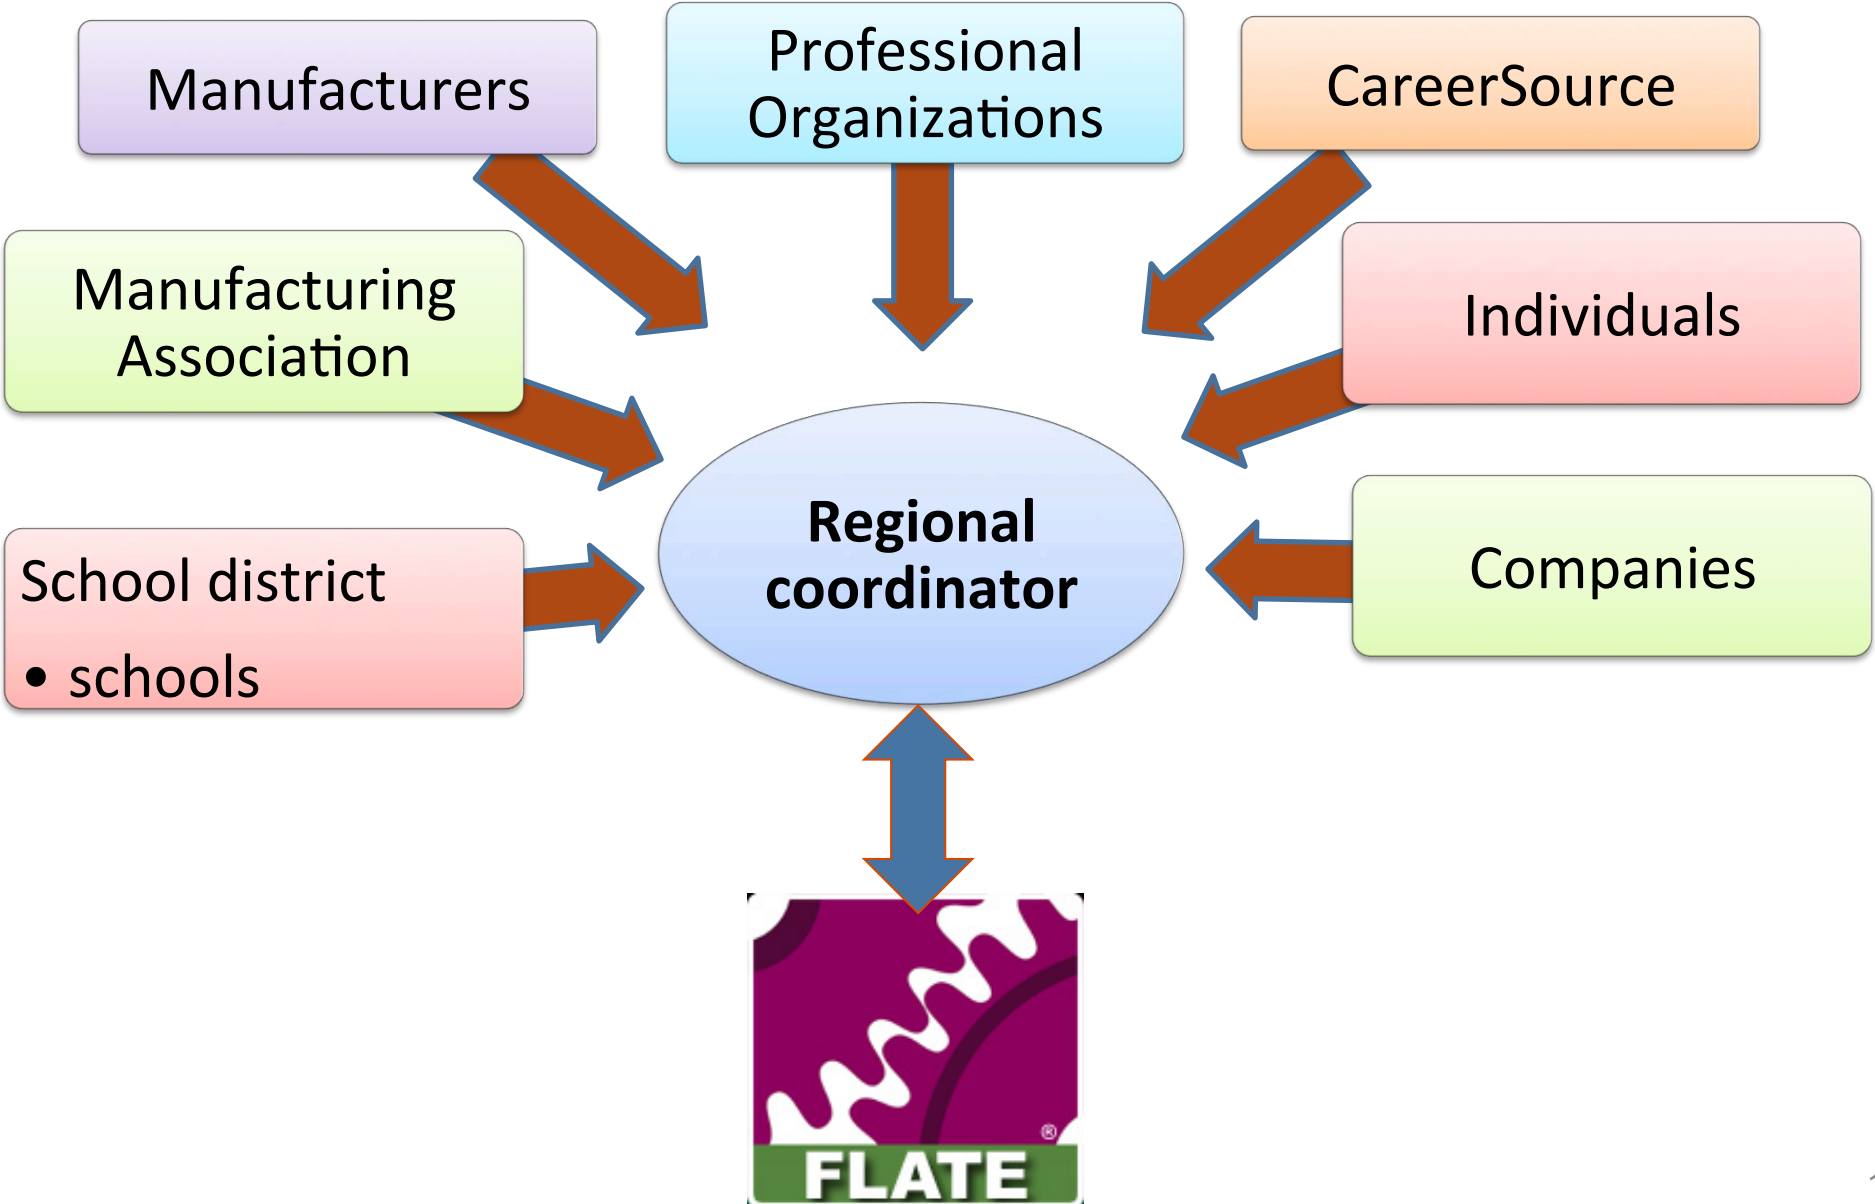 Manufacturers
Professional
Organizations
CareerSource
Manufacturing
Association
Individuals
School district
• schools
Regional
coordinator
Companies
®
FLATE